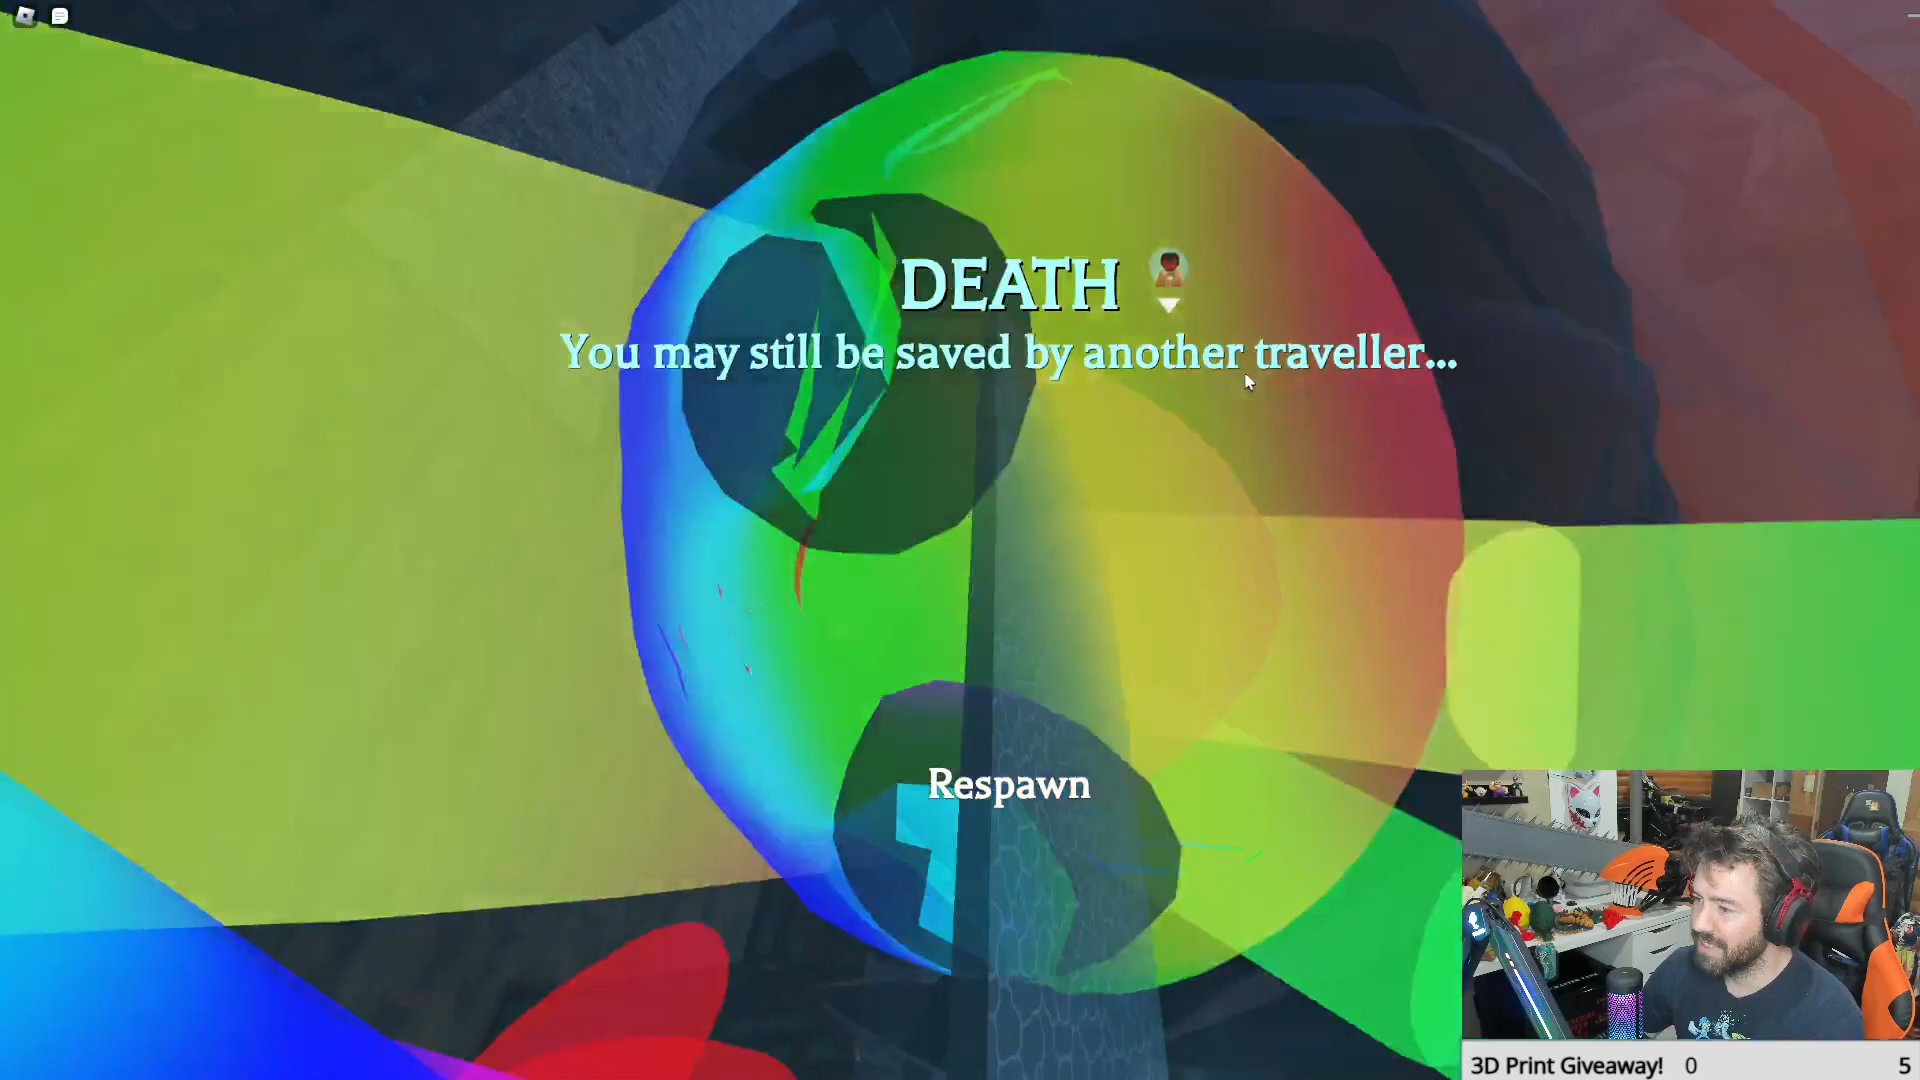 DEATH
You may still be saved by another traveller...
Respawn
3D Print Giveaway! 0 5